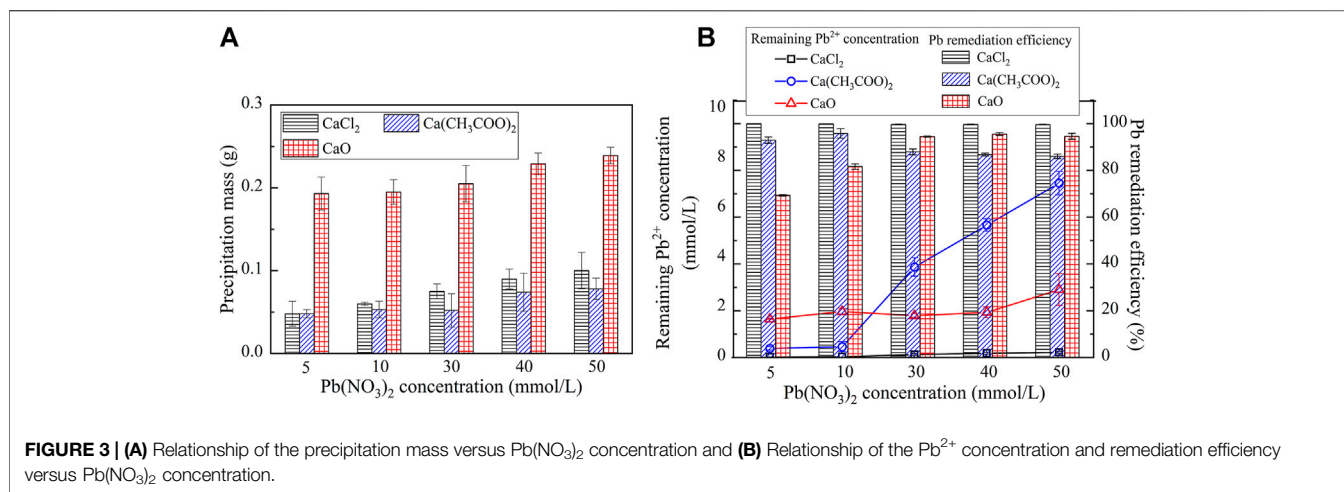 A
Precipitation mass (g)
0.3
0.2
0.1
0.0
CaCl2
Ca(CH3COO)2
CaO
5 10 30 40 50
Pb(NO3)2 concentration (mmol/L)
B
Remaining Pb2+ concentration
Pb remediation efficiency
CaCl2
CaCl2
Ca(CH3COO)2
Ca(CH3COO)2
CaO
CaO
Remaining Pb2+ concentration
(mmol/L)
10
8
6
4
2
0
100
80
60
40
20
0
Pb remediation efficiency (%)
5 10 30 40 50
Pb(NO3)2 concentration (mmol/L)
FIGURE 3 | (A) Relationship of the precipitation mass versus Pb(NO3)2 concentration and (B) Relationship of the Pb2+ concentration and remediation efficiency
versus Pb(NO3)2 concentration.